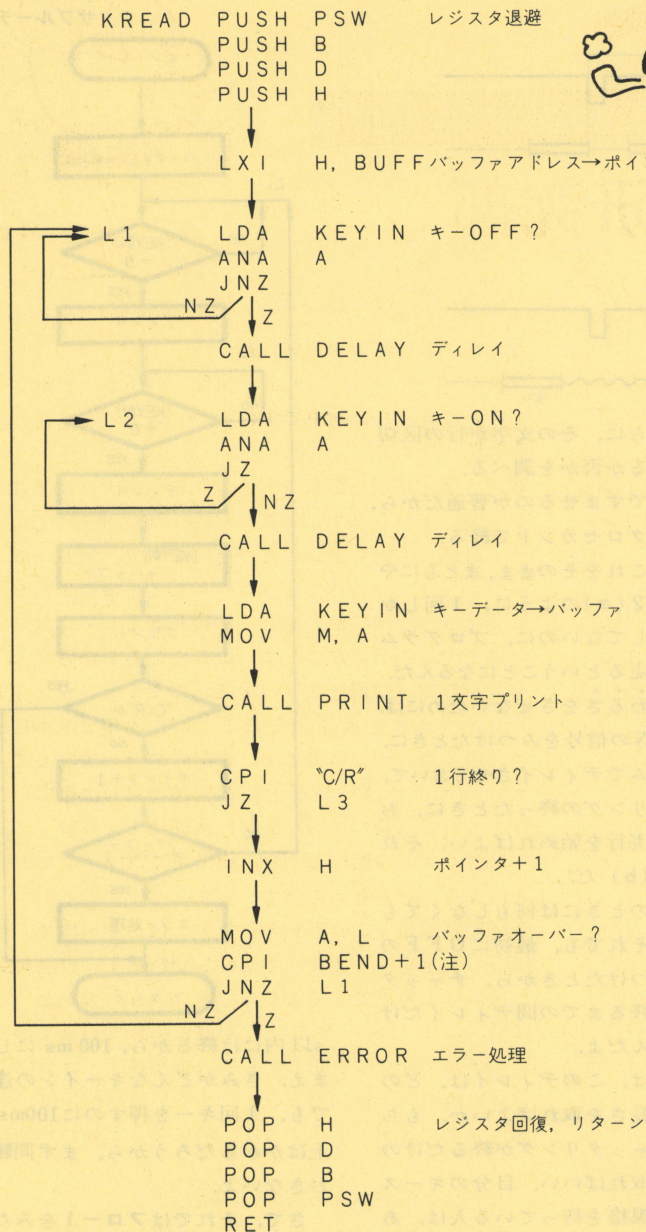 KREAD PUSH PSW レジスタ退避
PUSH B
PUSH D
PUSH H
LXI H, BUFF バッファアドレス→ポイ
L1 LDA KEYIN キーOFF?
ANA A
JNZ
NZ Z
CALL DELAY ディレイ
L2 LDA KEYIN キーON?
ANA A
JZ
Z NZ
CALL DELAY ディレイ
LDA KEYIN キーデータ→バッファ
MOV M, A
CALL PRINT 1文字プリント
CPI "C/R" 1行終り?
JZ L3
INX H ポインタ+1
MOV A, L バッファオーバー?
CPI BEND+1(注)
JNZ L1
NZ Z
CALL ERROR エラー処理
POP H レジスタ回復, リターン
POP D
POP B
POP PSW
RET